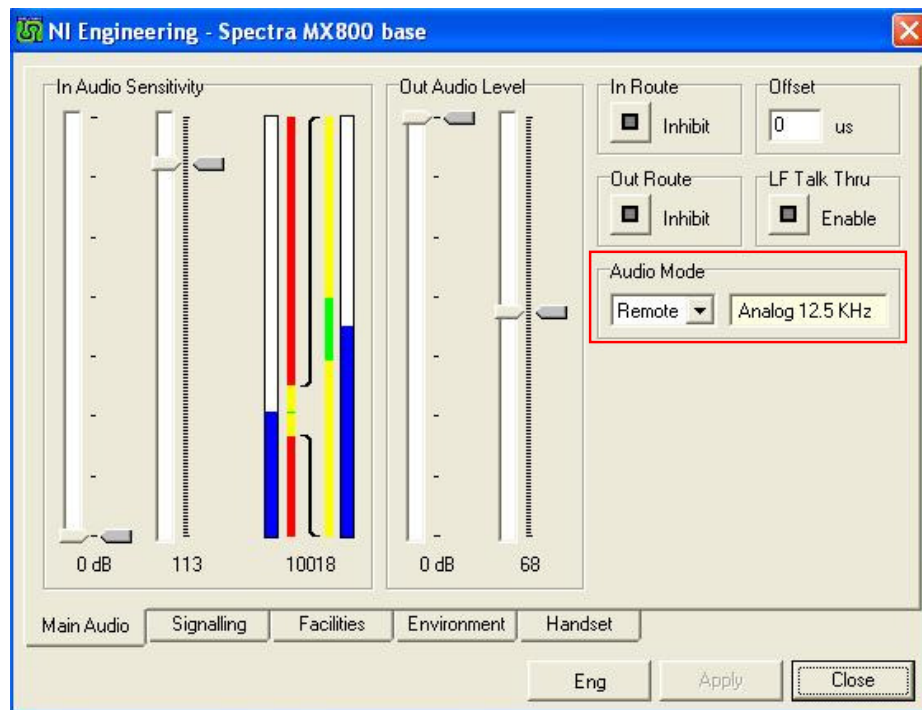 NI Engineering - Spectra MX800 base
In Audio Sensitivity
0 dB
113
10018
Out Audio Level
0 dB
68
In Route
Inhibit
Offset
0 us
Out Route
Inhibit
LF Talk Thru
Enable
Audio Mode
Remote
Analog 12.5 KHz
Main Audio
Signalling
Facilities
Environment
Handset
Eng
Apply
Close